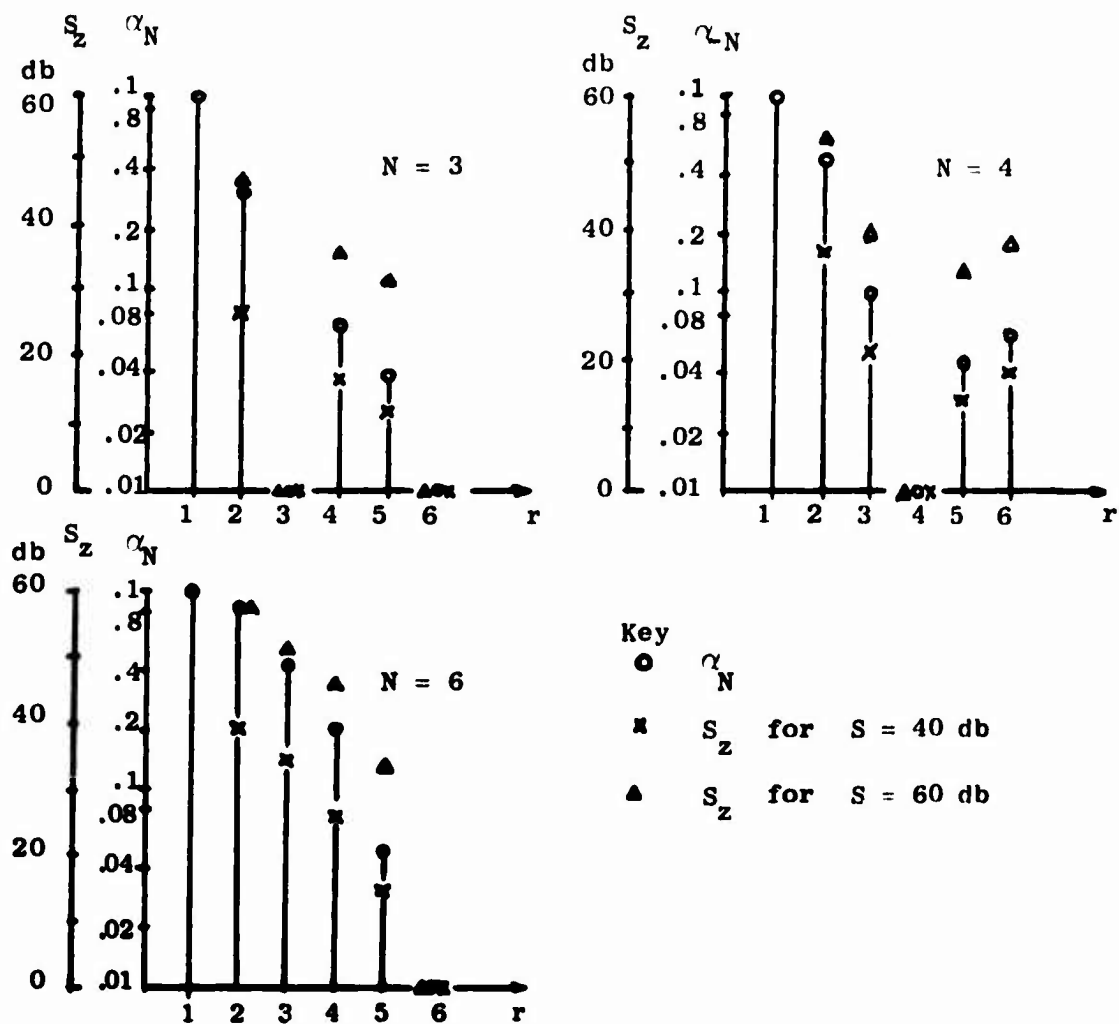 S_z α_N
db
60
40
20
0
.1
.8
.4
.2
.1
.08
.04
.02
.01
N = 3
1 2 3 4 5 6 r
S_z α_N
db
60
40
20
0
.1
.8
.4
.2
.1
.08
.04
.02
.01
N = 4
1 2 3 4 5 6 r
S_z α_N
db
60
40
20
0
.1
.8
.4
.2
.1
.08
.04
.02
.01
N = 6
1 2 3 4 5 6 r
Key
α_N
S_z for S = 40 db
S_z for S = 60 db